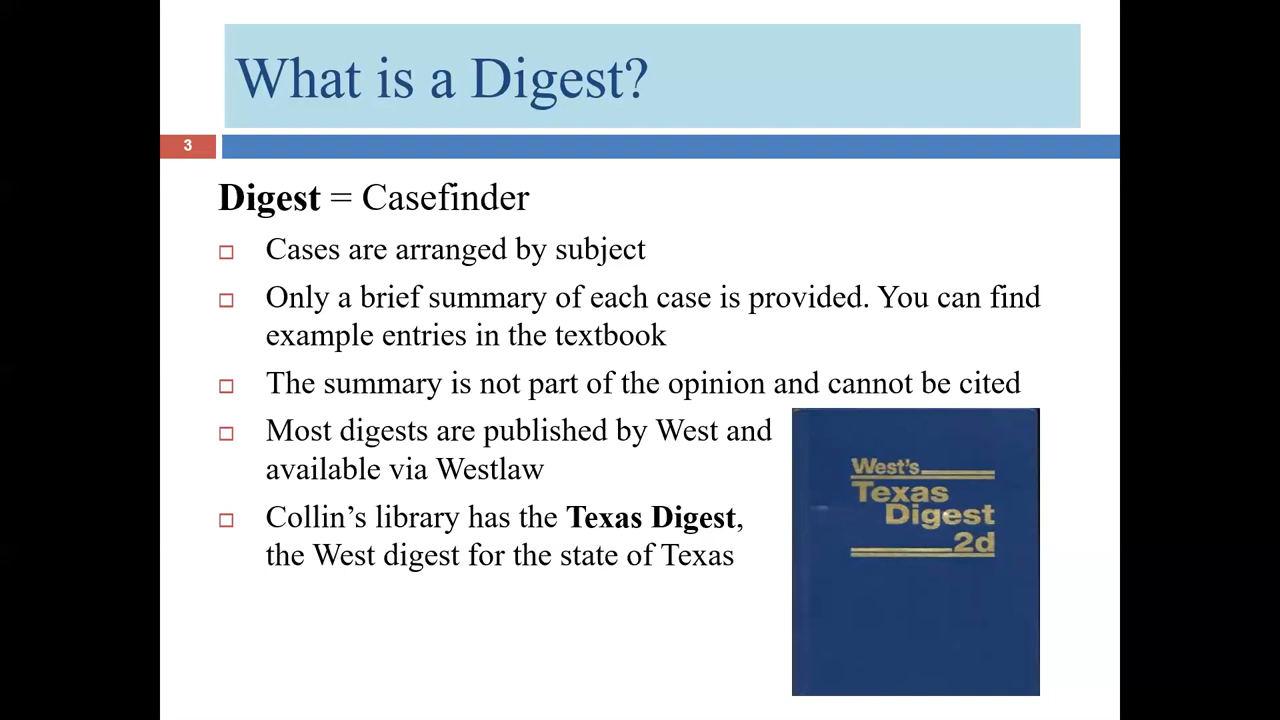 What is a Digest?
3
Digest = Casefinder
Cases are arranged by subject
Only a brief summary of each case is provided. You can find
example entries in the textbook
The summary is not part of the opinion and cannot be cited
Most digests are published by West and
available via Westlaw
Collin’s library has the Texas Digest,
the West digest for the state of Texas
West's
Texas
Digest
2d